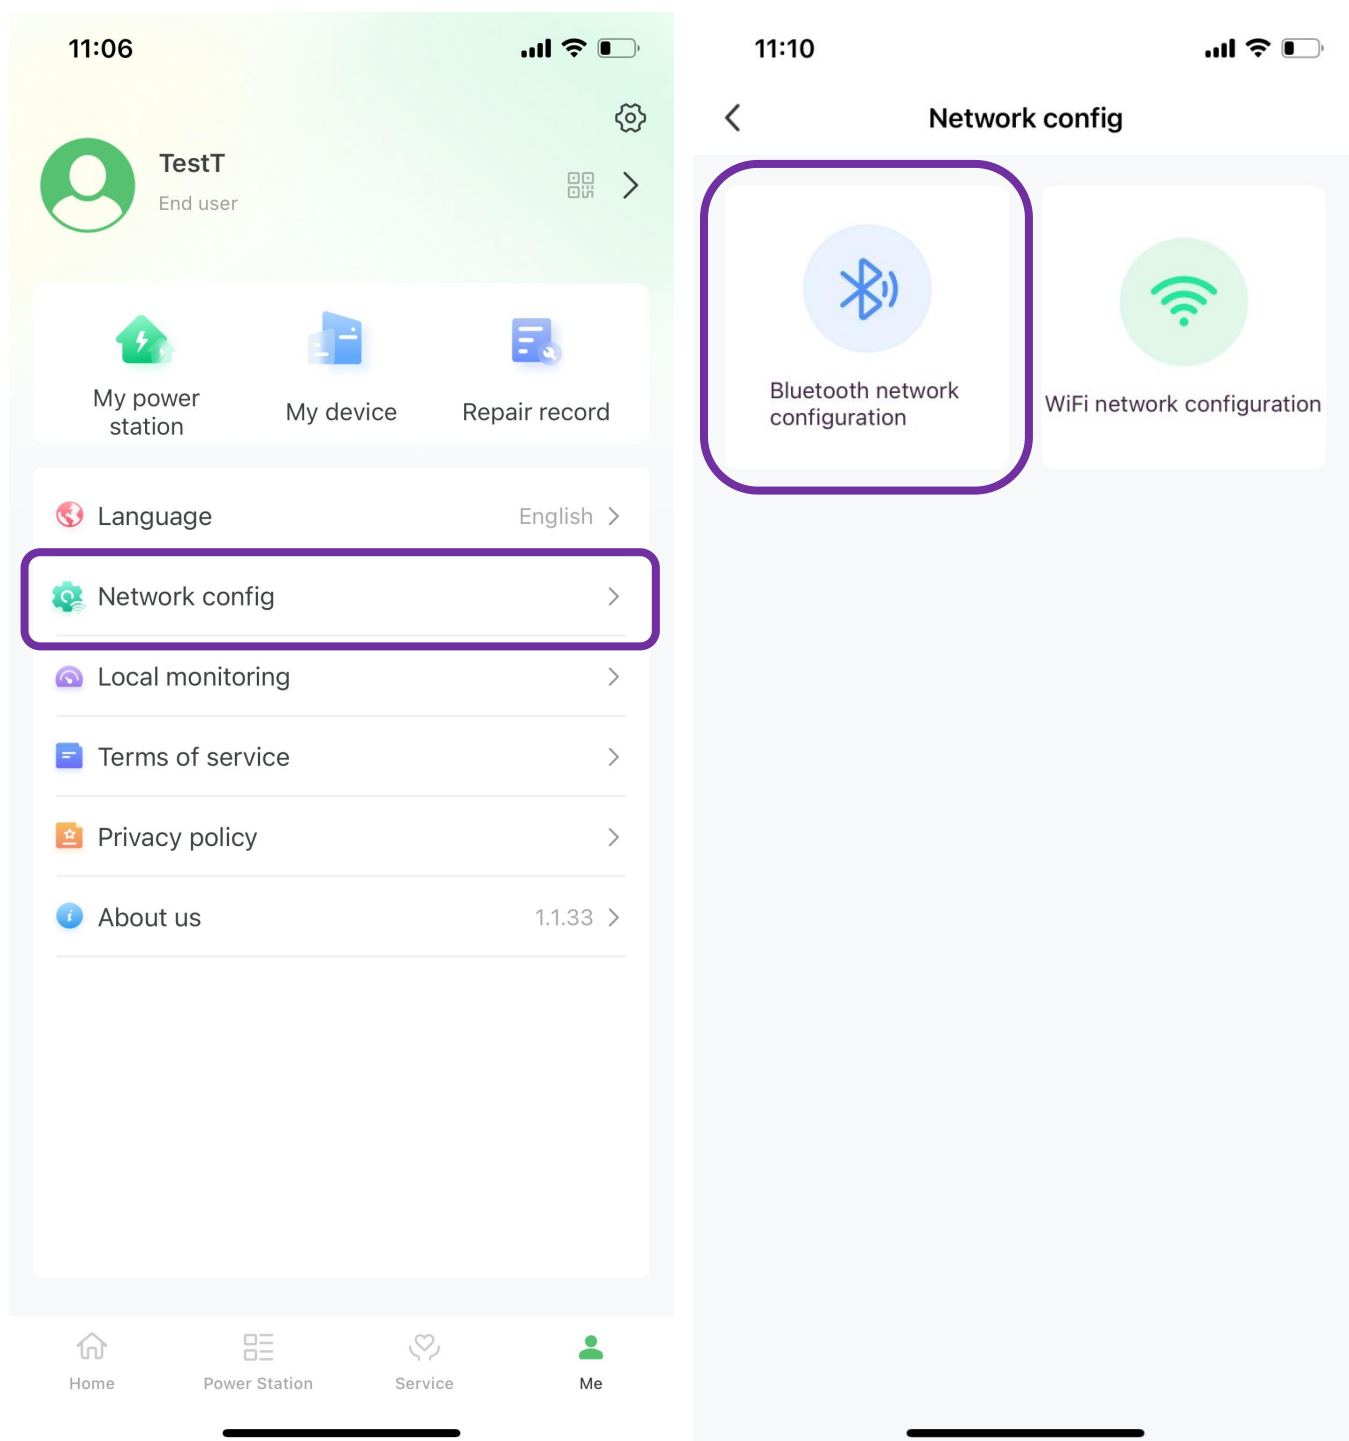 11:06
TestT
End user
My power
station
My device
Repair record
Language
English
Network config
Local monitoring
Terms of service
Privacy policy
About us
1.1.33
Home
Power Station
Service
Me
11:10
Network config
Bluetooth network
configuration
WiFi network configuration